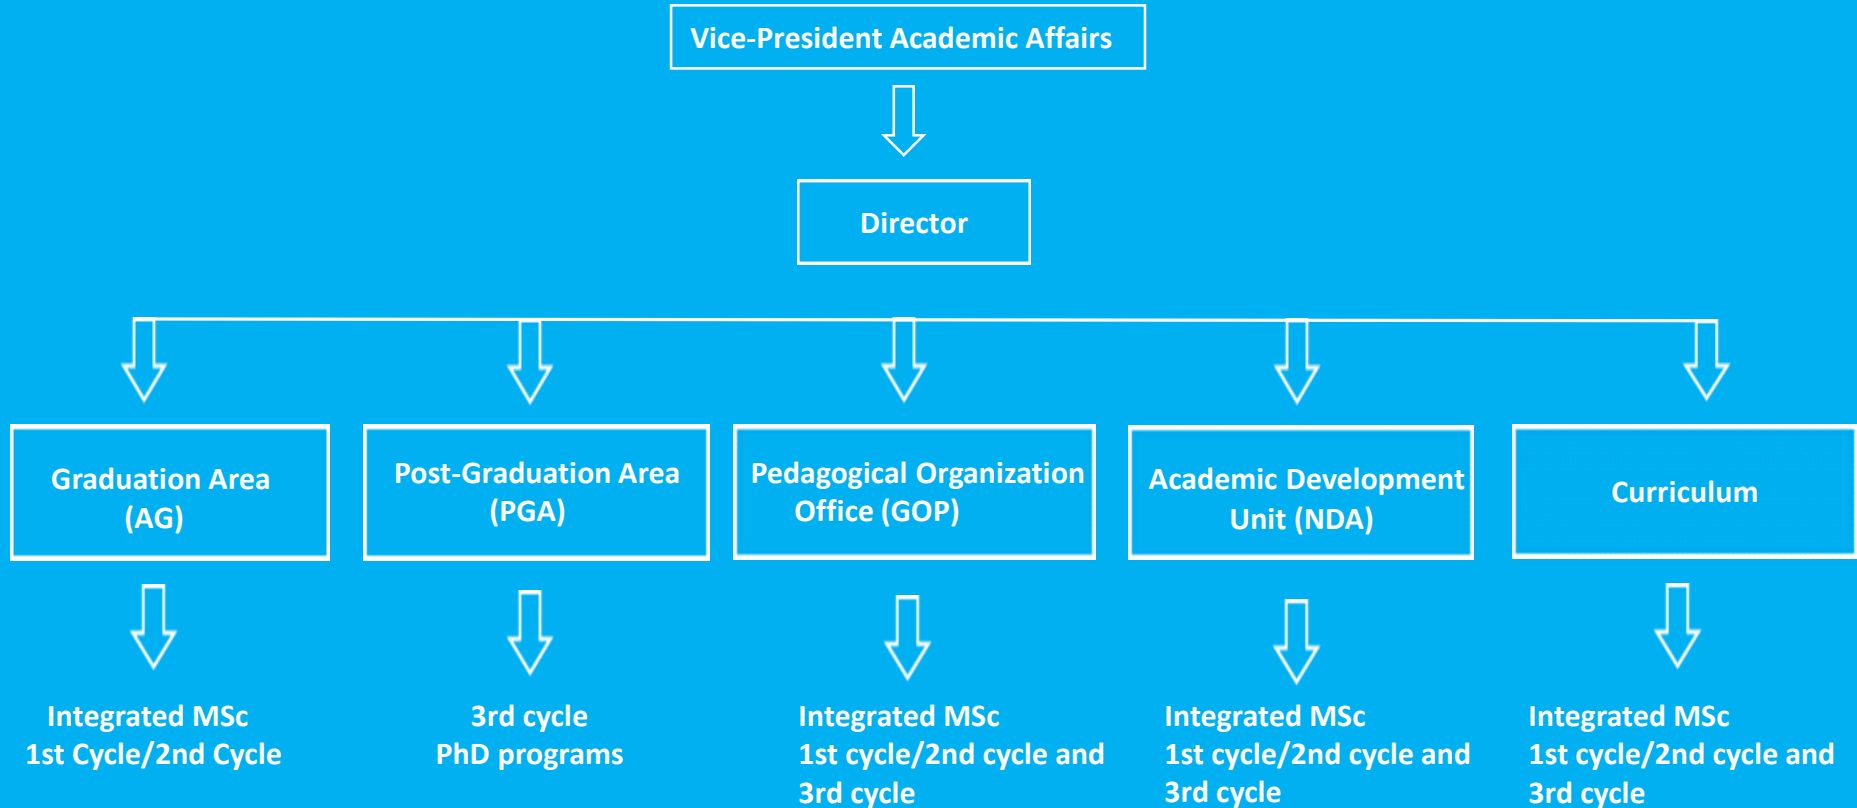 Vice-President Academic Affairs
Director
Graduation Area
(AG)
Post-Graduation Area
(PGA)
Pedagogical Organization
Office (GOP)
Academic Development
Unit (NDA)
Curriculum
Integrated MSc
1st Cycle/2nd Cycle
3rd cycle
PhD programs
Integrated MSc
1st cycle/2nd cycle and
3rd cycle
Integrated MSc
1st cycle/2nd cycle and
3rd cycle
Integrated MSc
1st cycle/2nd cycle and
3rd cycle